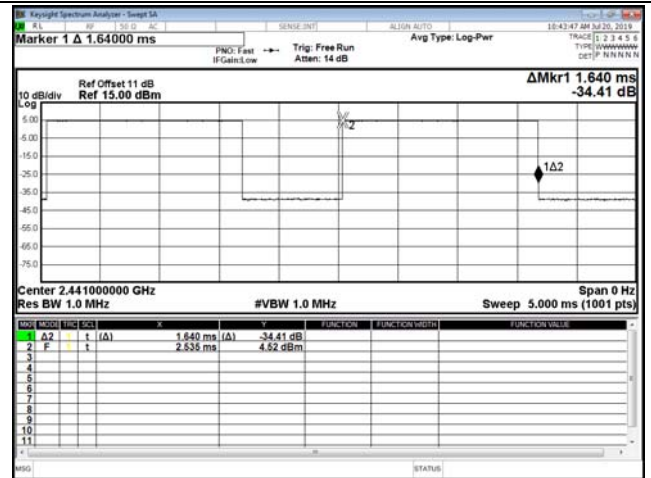 Keysight Spectrum Analyzer - Swept SA
RL RF 50 Ω AC SENSE:INT ALIGN AUTO 10:43:47 AM Jul 20, 2019
Marker 1 Δ 1.64000 ms Avg Type: Log-Pwr TRACE 1 2 3 4 5 6
PNO: Fast Trig: Free Run TYPE WWWWWW
IFGain:Low Atten: 14 dB DET P N N N N N
ΔMkr1 1.640 ms
-34.41 dB
Ref Offset 11 dB
10 dB/div Ref 15.00 dBm
Log
5.00
-5.00
-15.0
-25.0
-35.0
-45.0
-55.0
-65.0
-75.0
2
1Δ2
Center 2.441000000 GHz Span 0 Hz
Res BW 1.0 MHz #VBW 1.0 MHz Sweep 5.000 ms (1001 pts)
MKR MODE TRC SCL X Y FUNCTION FUNCTION WIDTH FUNCTION VALUE
1 Δ2 1 t (Δ) 1.640 ms (Δ) -34.41 dB
2 F 1 t 2.535 ms 4.52 dBm
3
4
5
6
7
8
9
10
11
MSG STATUS